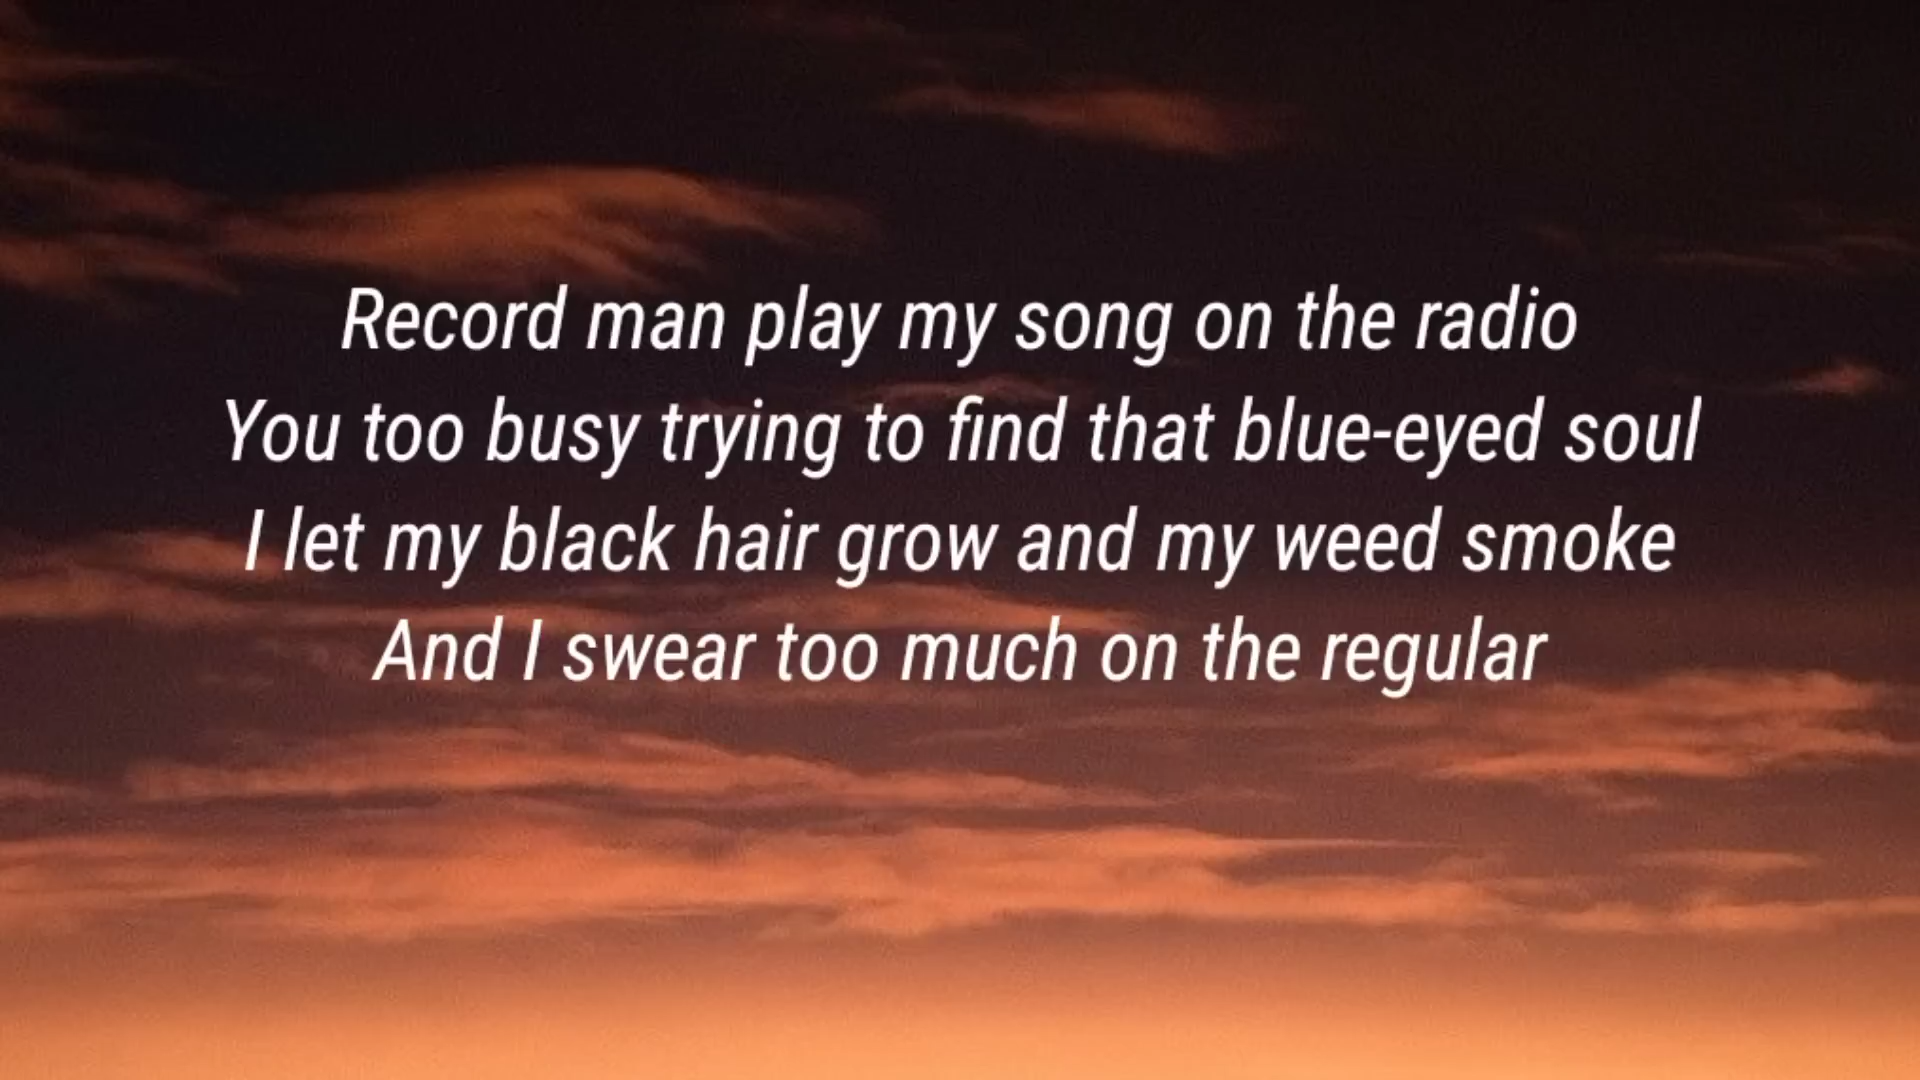 Record man play my song on the radio
You too busy trying to find that blue-eyed soul
I let my black hair grow and my weed smoke
And I swear too much on the regular